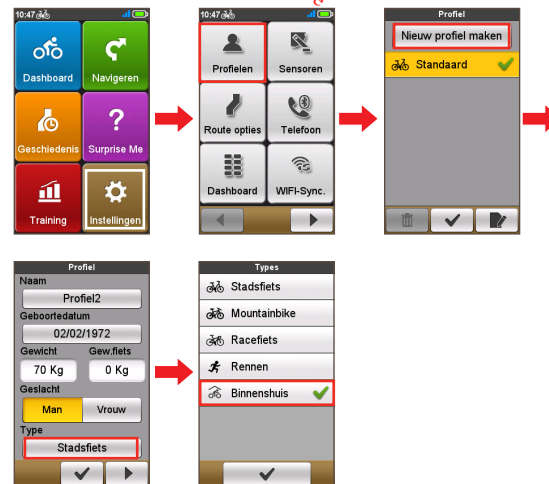 10:47
Dashboard
Navigeren
Geschiedenis
Surprise Me
Training
Instellingen
10:47
Profielen
Sensoren
Route opties
Telefoon
Dashboard
WIFI-Sync.
Profiel
Nieuw profiel maken
Standaard
Profiel
Naam
Profiel2
Geboortedatum
02/02/1972
Gewicht Gew.fiets
70 Kg 0 Kg
Geslacht
Man Vrouw
Type
Stadsfiets
Types
Stadsfiets
Mountainbike
Racefiets
Rennen
Binnenshuis